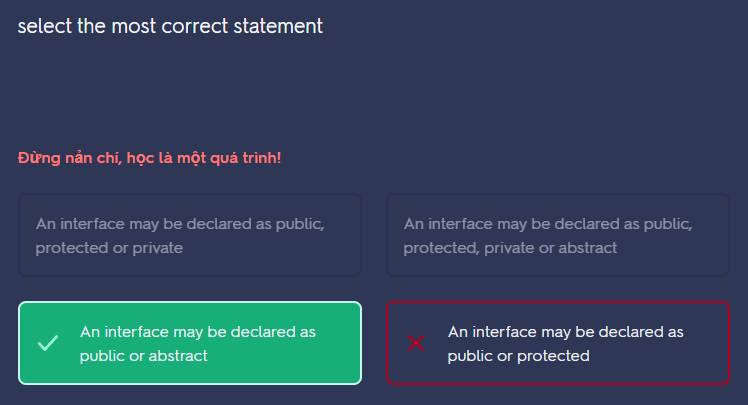 select the most correct statement
Đừng nản chí, học là một quá trình!
An interface may be declared as public,
protected or private
An interface may be declared as public,
protected, private or abstract
An interface may be declared as
public or abstract
An interface may be declared as
public or protected